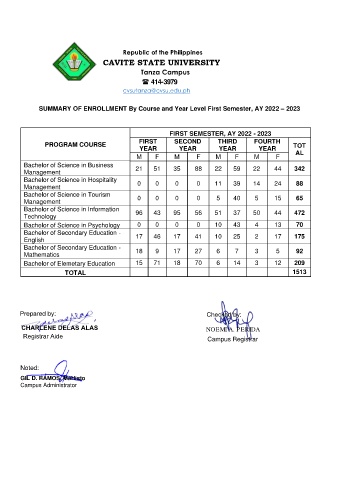 Republic of the Philippines
CAVITE STATE UNIVERSITY
Tanza Campus
☎ 414-3979
cvsutanza@cvsu.edu.ph
SUMMARY OF ENROLLMENT By Course and Year Level First Semester, AY 2022 – 2023
PROGRAM COURSE
FIRST SEMESTER, AY 2022 - 2023
FIRST YEAR SECOND YEAR THIRD YEAR FOURTH YEAR TOTAL
M F M F M F M F
Bachelor of Science in Business Management 21 51 35 88 22 59 22 44 342
Bachelor of Science in Hospitality Management 0 0 0 0 11 39 14 24 88
Bachelor of Science in Tourism Management 0 0 0 0 5 40 5 15 65
Bachelor of Science in Information Technology 96 43 95 56 51 37 50 44 472
Bachelor of Science in Psychology 0 0 0 0 10 43 4 13 70
Bachelor of Secondary Education - English 17 46 17 41 10 25 2 17 175
Bachelor of Secondary Education - Mathematics 18 9 17 27 6 7 3 5 92
Bachelor of Elemetary Education 15 71 18 70 6 14 3 12 209
TOTAL 1513
Prepared by:
CHARLENE DELAS ALAS
Registrar Aide
Checked by:
NOEMI A. PERIDA
Campus Registrar
Noted:
GIL D. RAMOS,
Campus Administrator